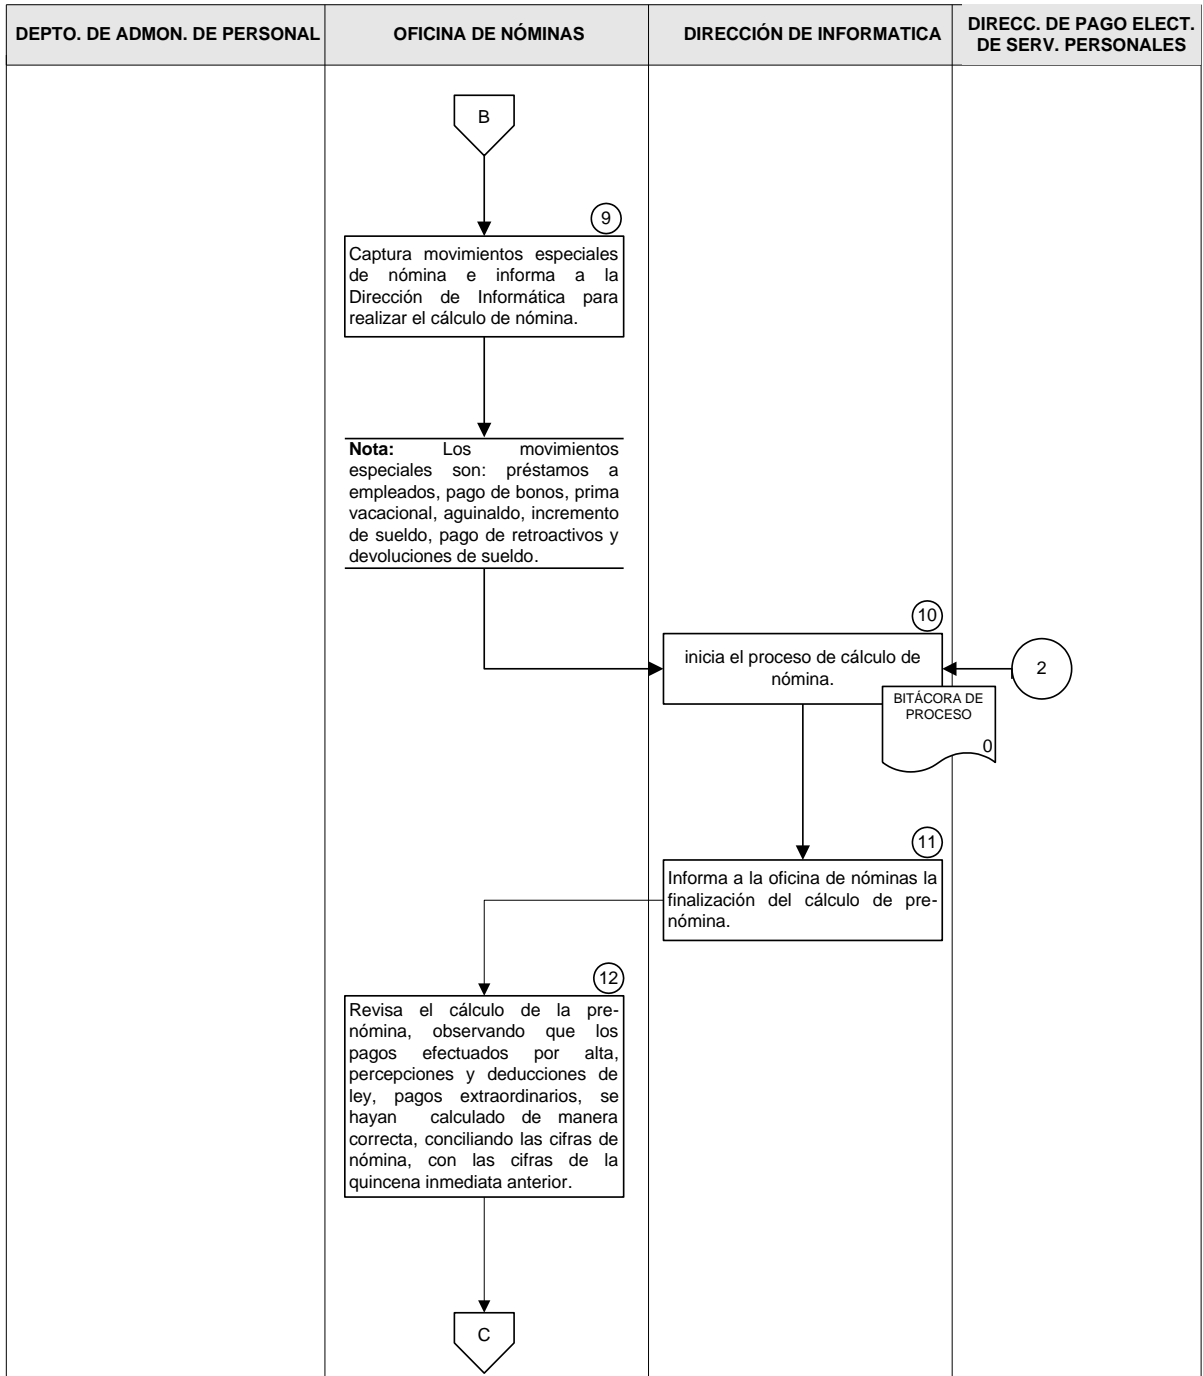 DEPTO. DE ADMON. DE PERSONAL
OFICINA DE NÓMINAS
DIRECCIÓN DE INFORMATICA
DIRECC. DE PAGO ELECT.
DE SERV. PERSONALES
B
9
Captura movimientos especiales
de nómina e informa a la
Dirección de Informática para
realizar el cálculo de nómina.
Nota: Los movimientos
especiales son: préstamos a
empleados, pago de bonos, prima
vacacional, aguinaldo, incremento
de sueldo, pago de retroactivos y
devoluciones de sueldo.
10
inicia el proceso de cálculo de
nómina.
2
BITÁCORA DE
PROCESO
0
11
Informa a la oficina de nóminas la
finalización del cálculo de pre-
nómina.
12
Revisa el cálculo de la pre-
nómina, observando que los
pagos efectuados por alta,
percepciones y deducciones de
ley, pagos extraordinarios, se
hayan calculado de manera
correcta, conciliando las cifras de
nómina, con las cifras de la
quincena inmediata anterior.
C